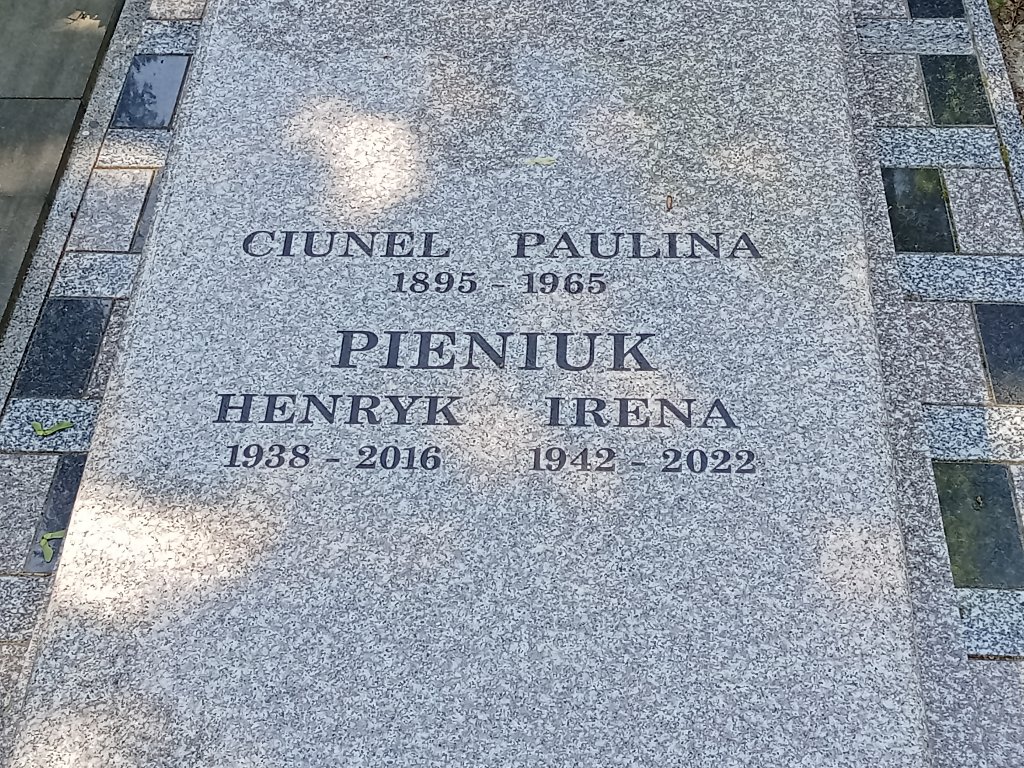 CIUNEL PAULINA
1895 - 1965
PIENIUK
HENRYK IRENA
1938 - 2016 1942 - 2022